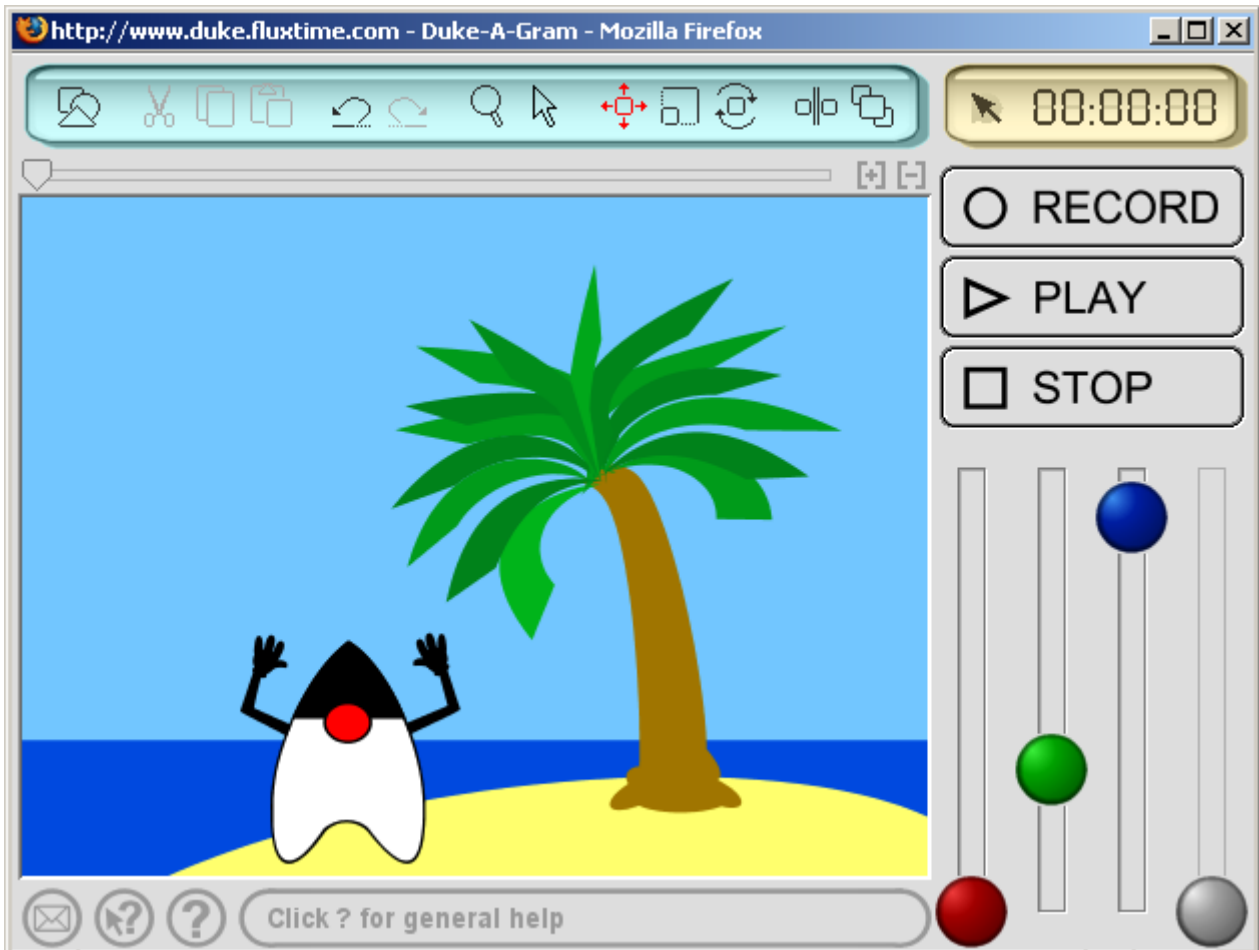 http://www.duke.fluxtime.com - Duke-A-Gram - Mozilla Firefox
00:00:00
[+] [-]
RECORD
PLAY
STOP
? ? Click ? for general help